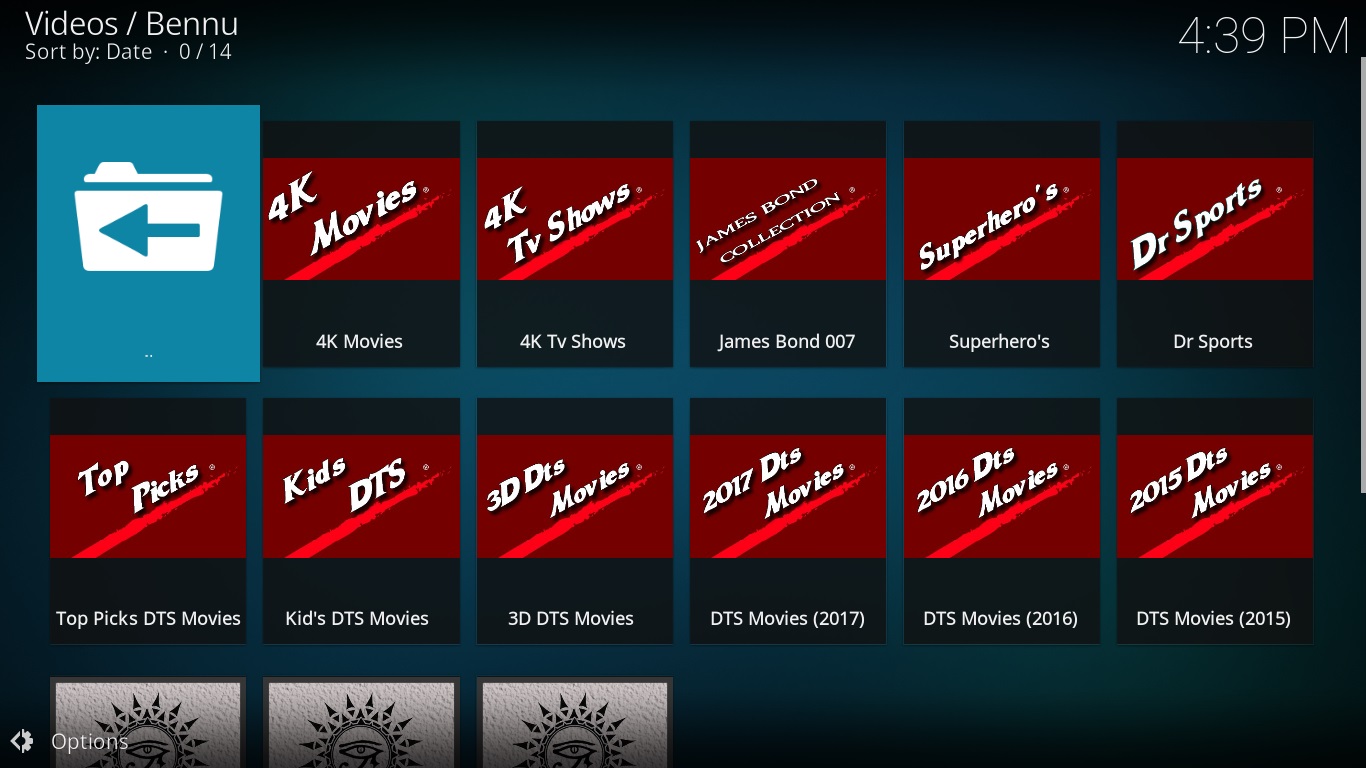 Videos / Bennu
Sort by: Date · 0 / 14
4:39 PM
..
4K
Movies ®
4K Movies
4K
Tv Shows ®
4K Tv Shows
JAMES BOND ®
COLLECTION
James Bond 007
Superhero's ®
Superhero's
Dr Sports ®
Dr Sports
Top
Picks ®
Top Picks DTS Movies
Kids
DTS ®
Kid's DTS Movies
3D Dts
Movies ®
3D DTS Movies
2017 Dts
Movies ®
DTS Movies (2017)
2016 Dts
Movies ®
DTS Movies (2016)
2015 Dts
Movies ®
DTS Movies (2015)
Options